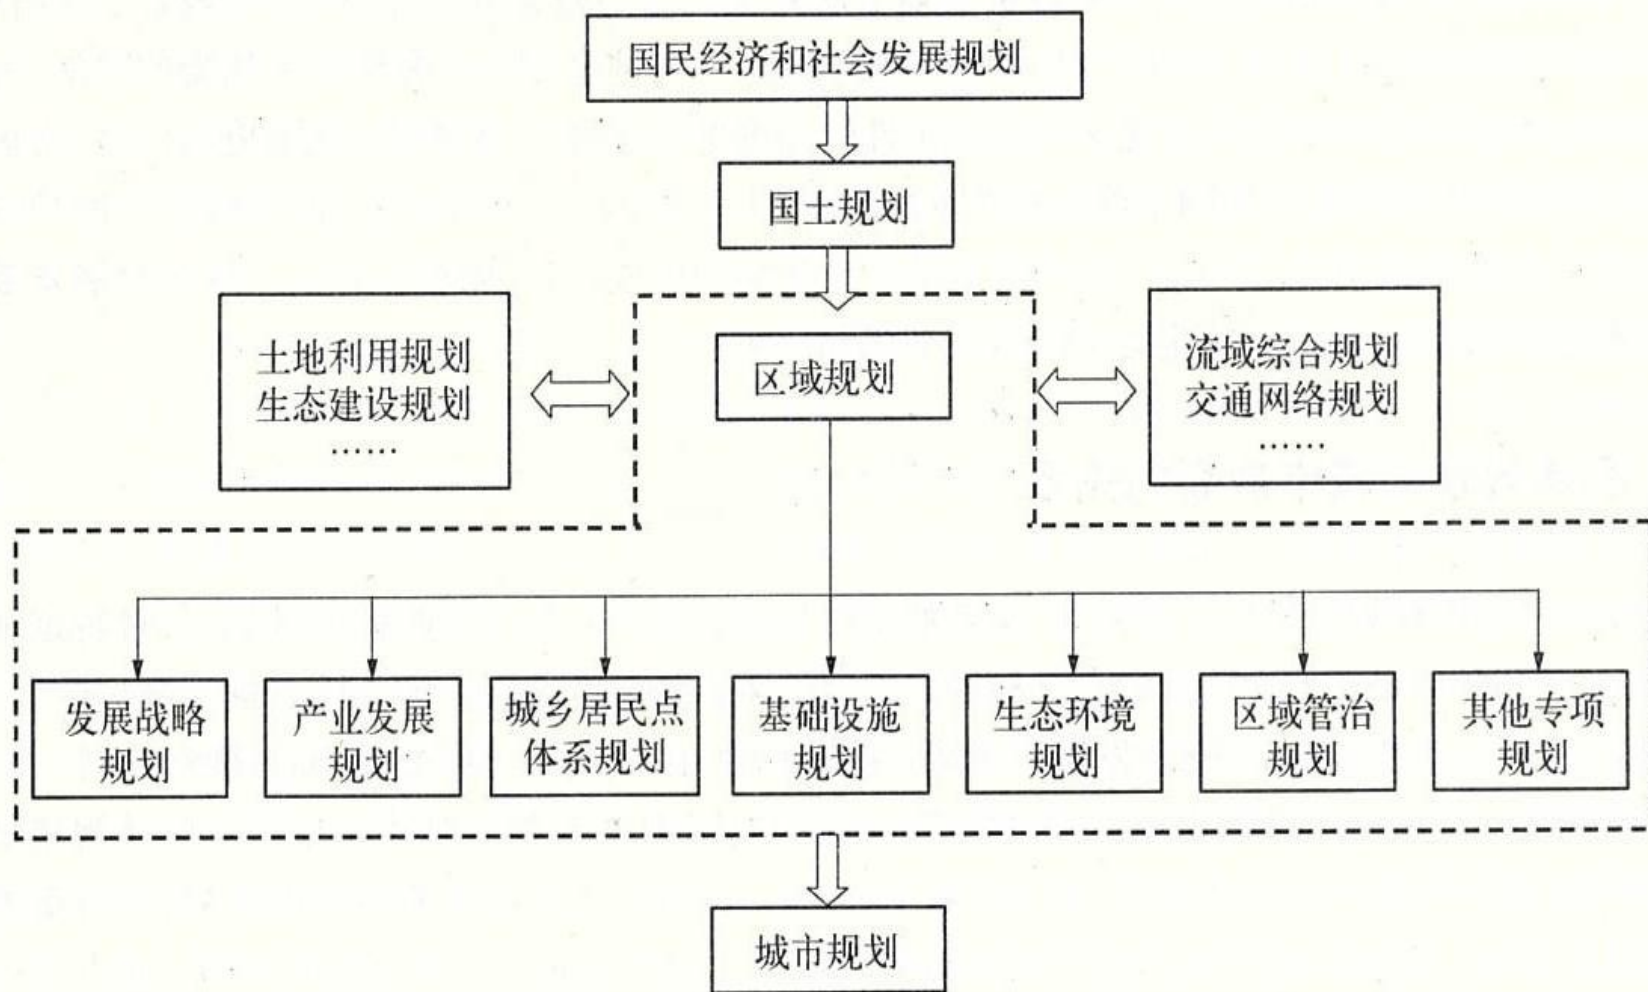 国民经济和社会发展规划
国土规划
土地利用规划
生态建设规划
……
区域规划
流域综合规划
交通网络规划
……
发展战略
规划
产业发展
规划
城乡居民点
体系规划
基础设施
规划
生态环境
规划
区域管治
规划
其他专项
规划
城市规划